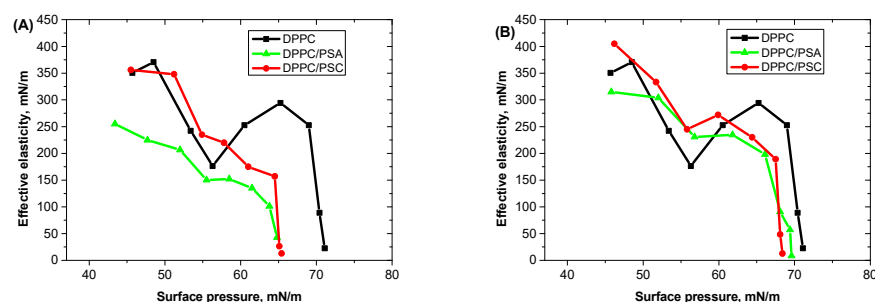 (A)
Effective elasticity, mN/m
450
400
350
300
250
200
150
100
50
0
DPPC
DPPC/PSA
DPPC/PSC
40
50
60
70
80
Surface pressure, mN/m
(B)
Effective elasticity, mN/m
450
400
350
300
250
200
150
100
50
0
DPPC
DPPC/PSA
DPPC/PSC
40
50
60
70
80
Surface pressure, mN/m